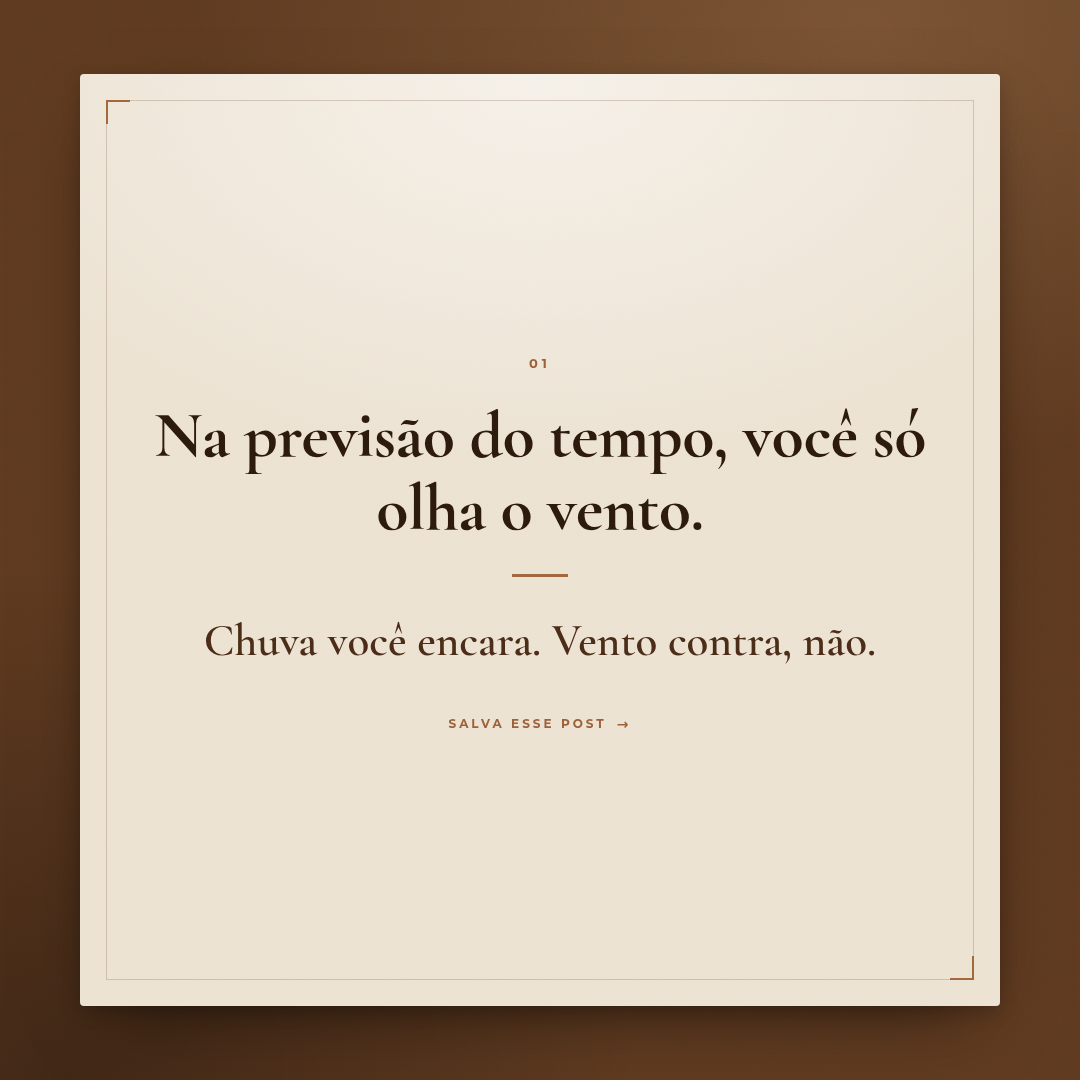 01
Na previsão do tempo, você só
olha o vento.
Chuva você encara. Vento contra, não.
SALVA ESSE POST →